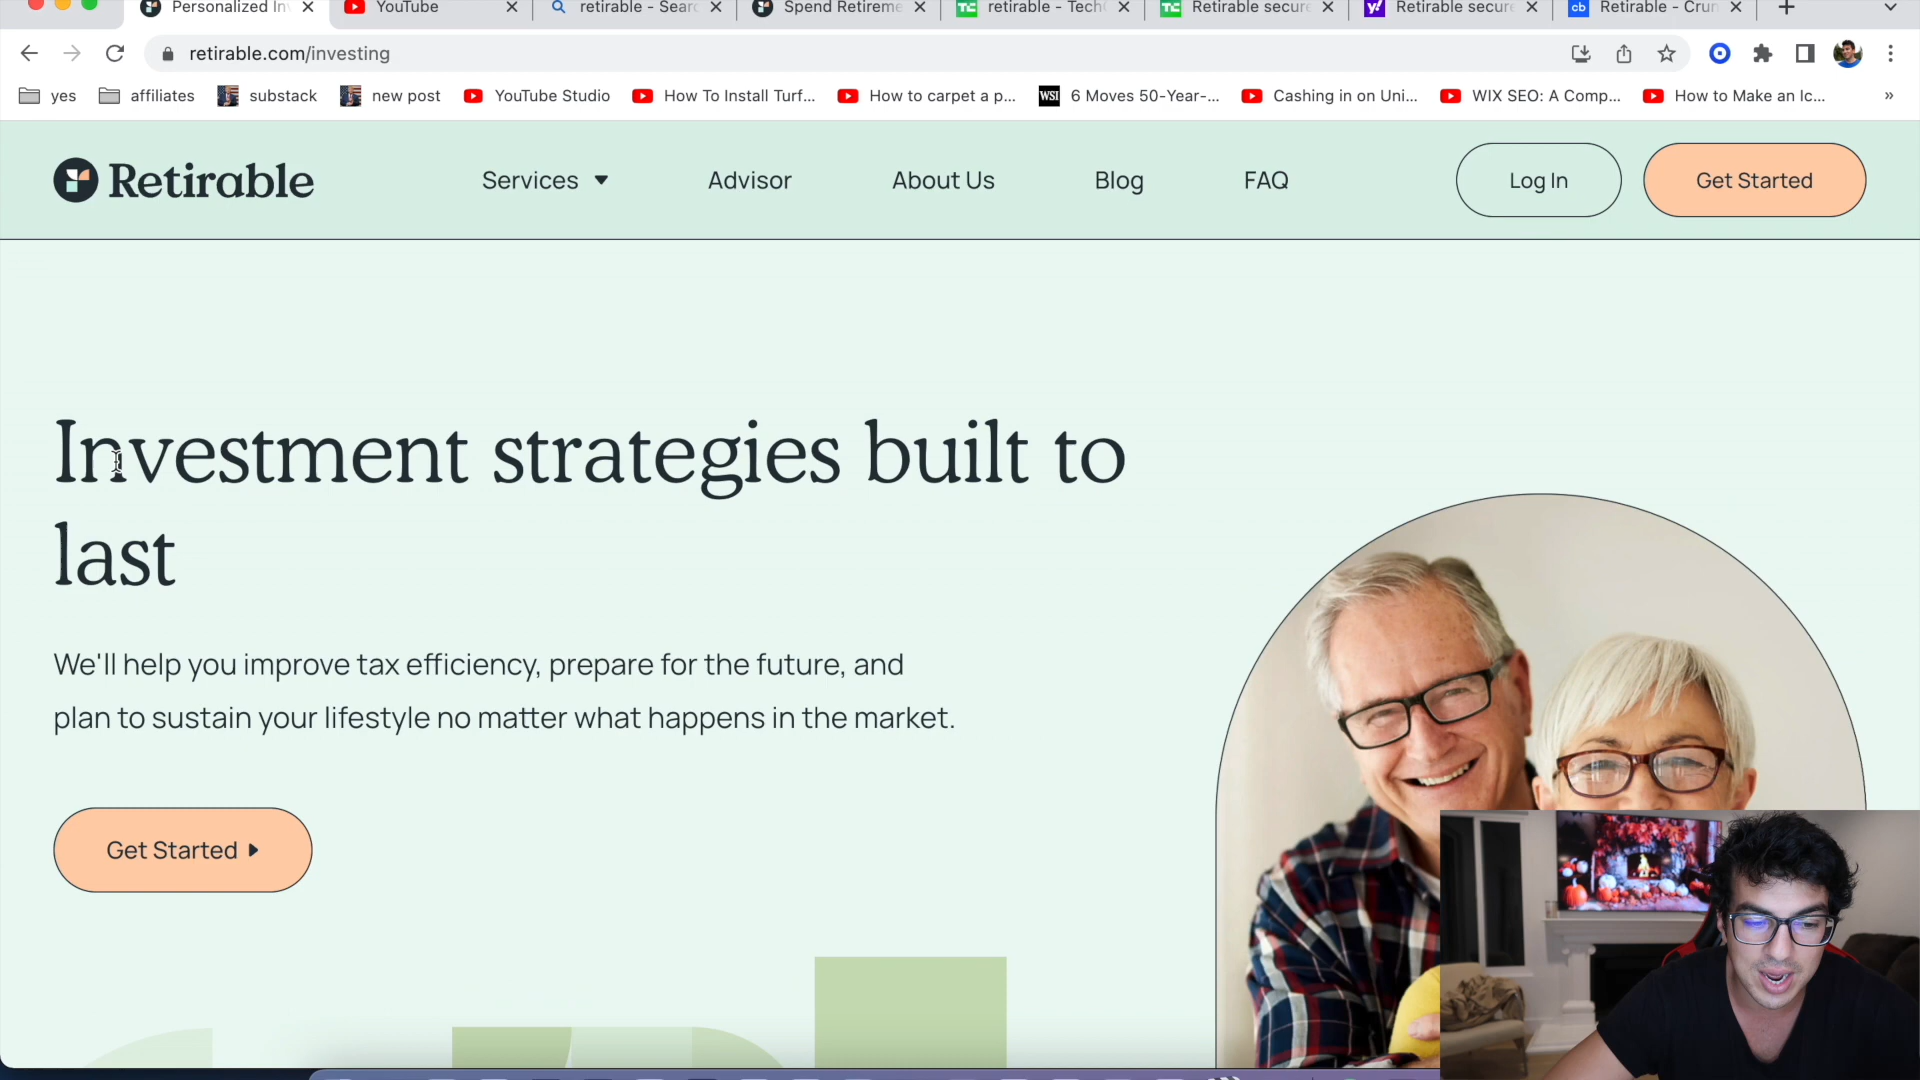 Personalized In
YouTube
retirable - Searc
Spend Retireme
retirable - TechC
Retirable secure
Retirable secure
Retirable - Crun
retirable.com/investing
yes
affiliates
substack
new post
YouTube Studio
How To Install Turf...
How to carpet a p...
WSI
6 Moves 50-Year-...
Cashing in on Uni...
WIX SEO: A Comp...
How to Make an Ic...
»
Retirable
Services
Advisor
About Us
Blog
FAQ
Log In
Get Started
Investment strategies built to
last
We'll help you improve tax efficiency, prepare for the future, and
plan to sustain your lifestyle no matter what happens in the market.
Get Started